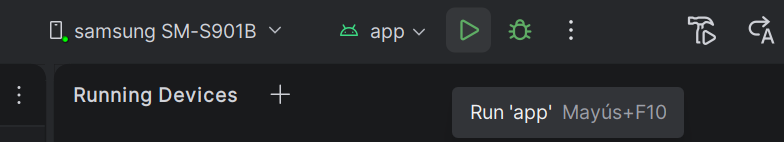 samsung SM-S901B app
Running Devices
Run 'app' Mayús+F10